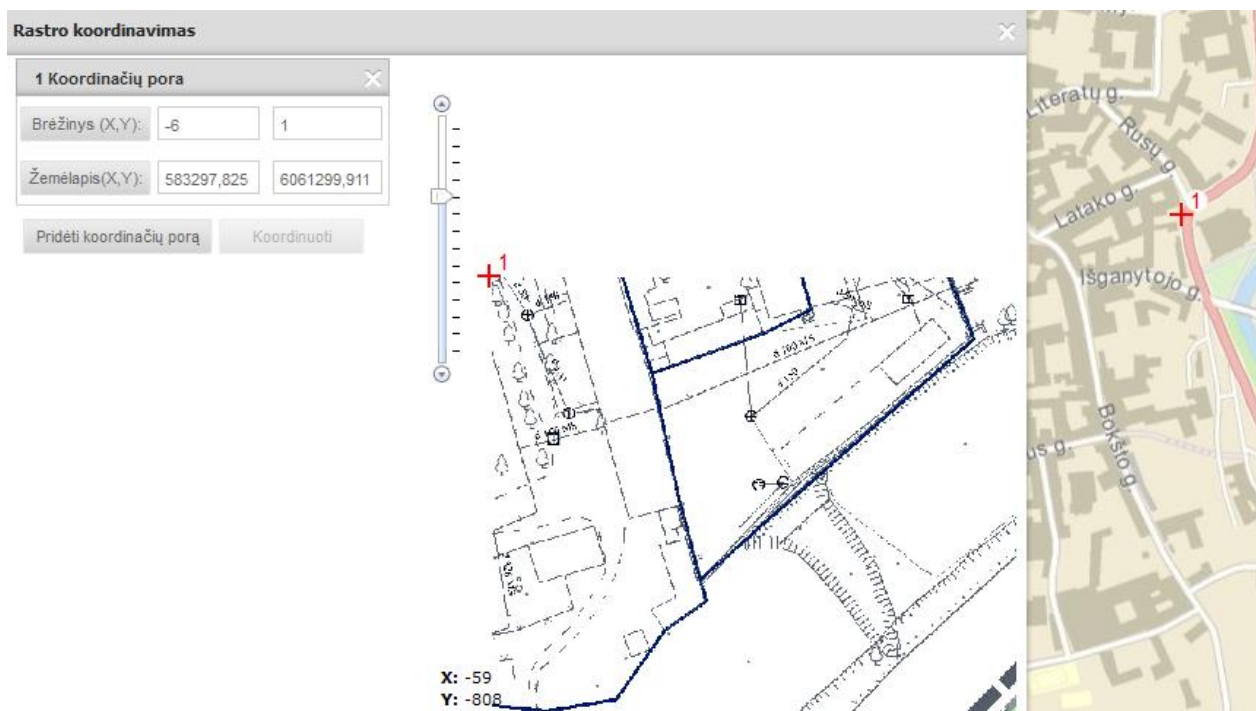 Rastro koordinavimas
1 Koordinačių pora
Brėžinys (X,Y): -6 1
Žemėlapis(X,Y): 583297,825 6061299,911
Pridėti koordinačių porą Koordinuoti
1
X: -59
Y: -808
Literatų g.
Rusų g.
1
Latako g.
Išganytojo g.
Bokšto g.
us g.